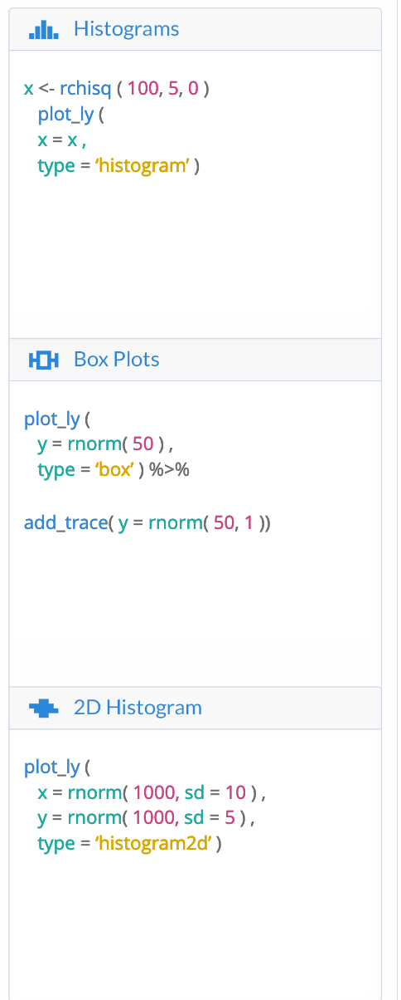 Histograms
x <- rchisq ( 100, 5, 0 )
plot_ly (
x = x ,
type = ‘histogram’ )
Box Plots
plot_ly (
y = rnorm( 50 ) ,
type = ‘box’ ) %>%
add_trace( y = rnorm( 50, 1 ))
2D Histogram
plot_ly (
x = rnorm( 1000, sd = 10 ) ,
y = rnorm( 1000, sd = 5 ) ,
type = ‘histogram2d’ )